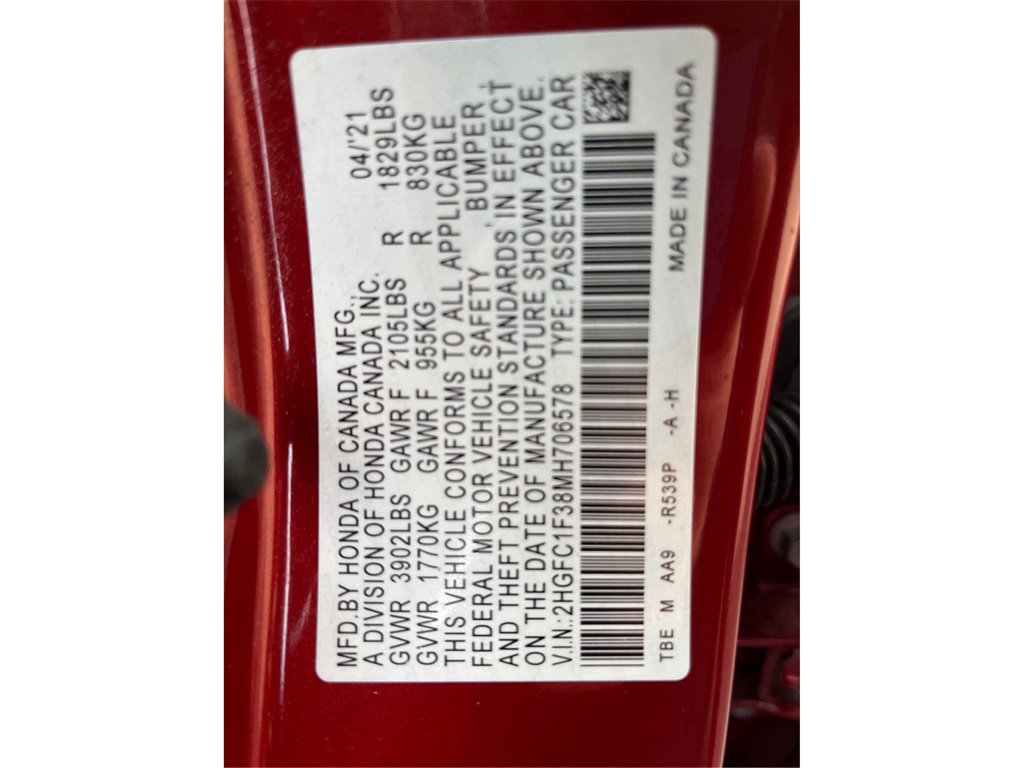 MFD.BY HONDA OF CANADA MFG.,
A DIVISION OF HONDA CANADA INC. 04/'21
GVWR 3902LBS GAWR F 2105LBS R 1829LBS
GVWR 1770KG GAWR F 955KG R 830KG
THIS VEHICLE CONFORMS TO ALL APPLICABLE
FEDERAL MOTOR VEHICLE SAFETY , BUMPER ,
AND THEFT PREVENTION STANDARDS IN EFFECT
ON THE DATE OF MANUFACTURE SHOWN ABOVE.
V.I.N.:2HGFC1F38MH706578 TYPE: PASSENGER CAR
TBE M AA9 -R539P -A -H
MADE IN CANADA